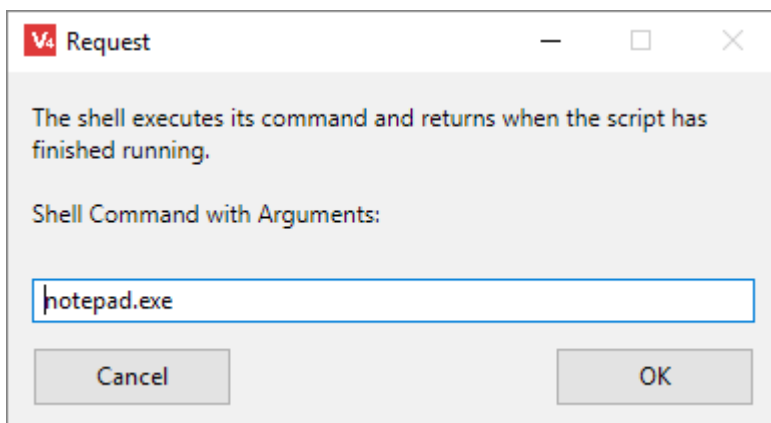 V4 Request
The shell executes its command and returns when the script has
finished running.
Shell Command with Arguments:
notepad.exe
Cancel OK